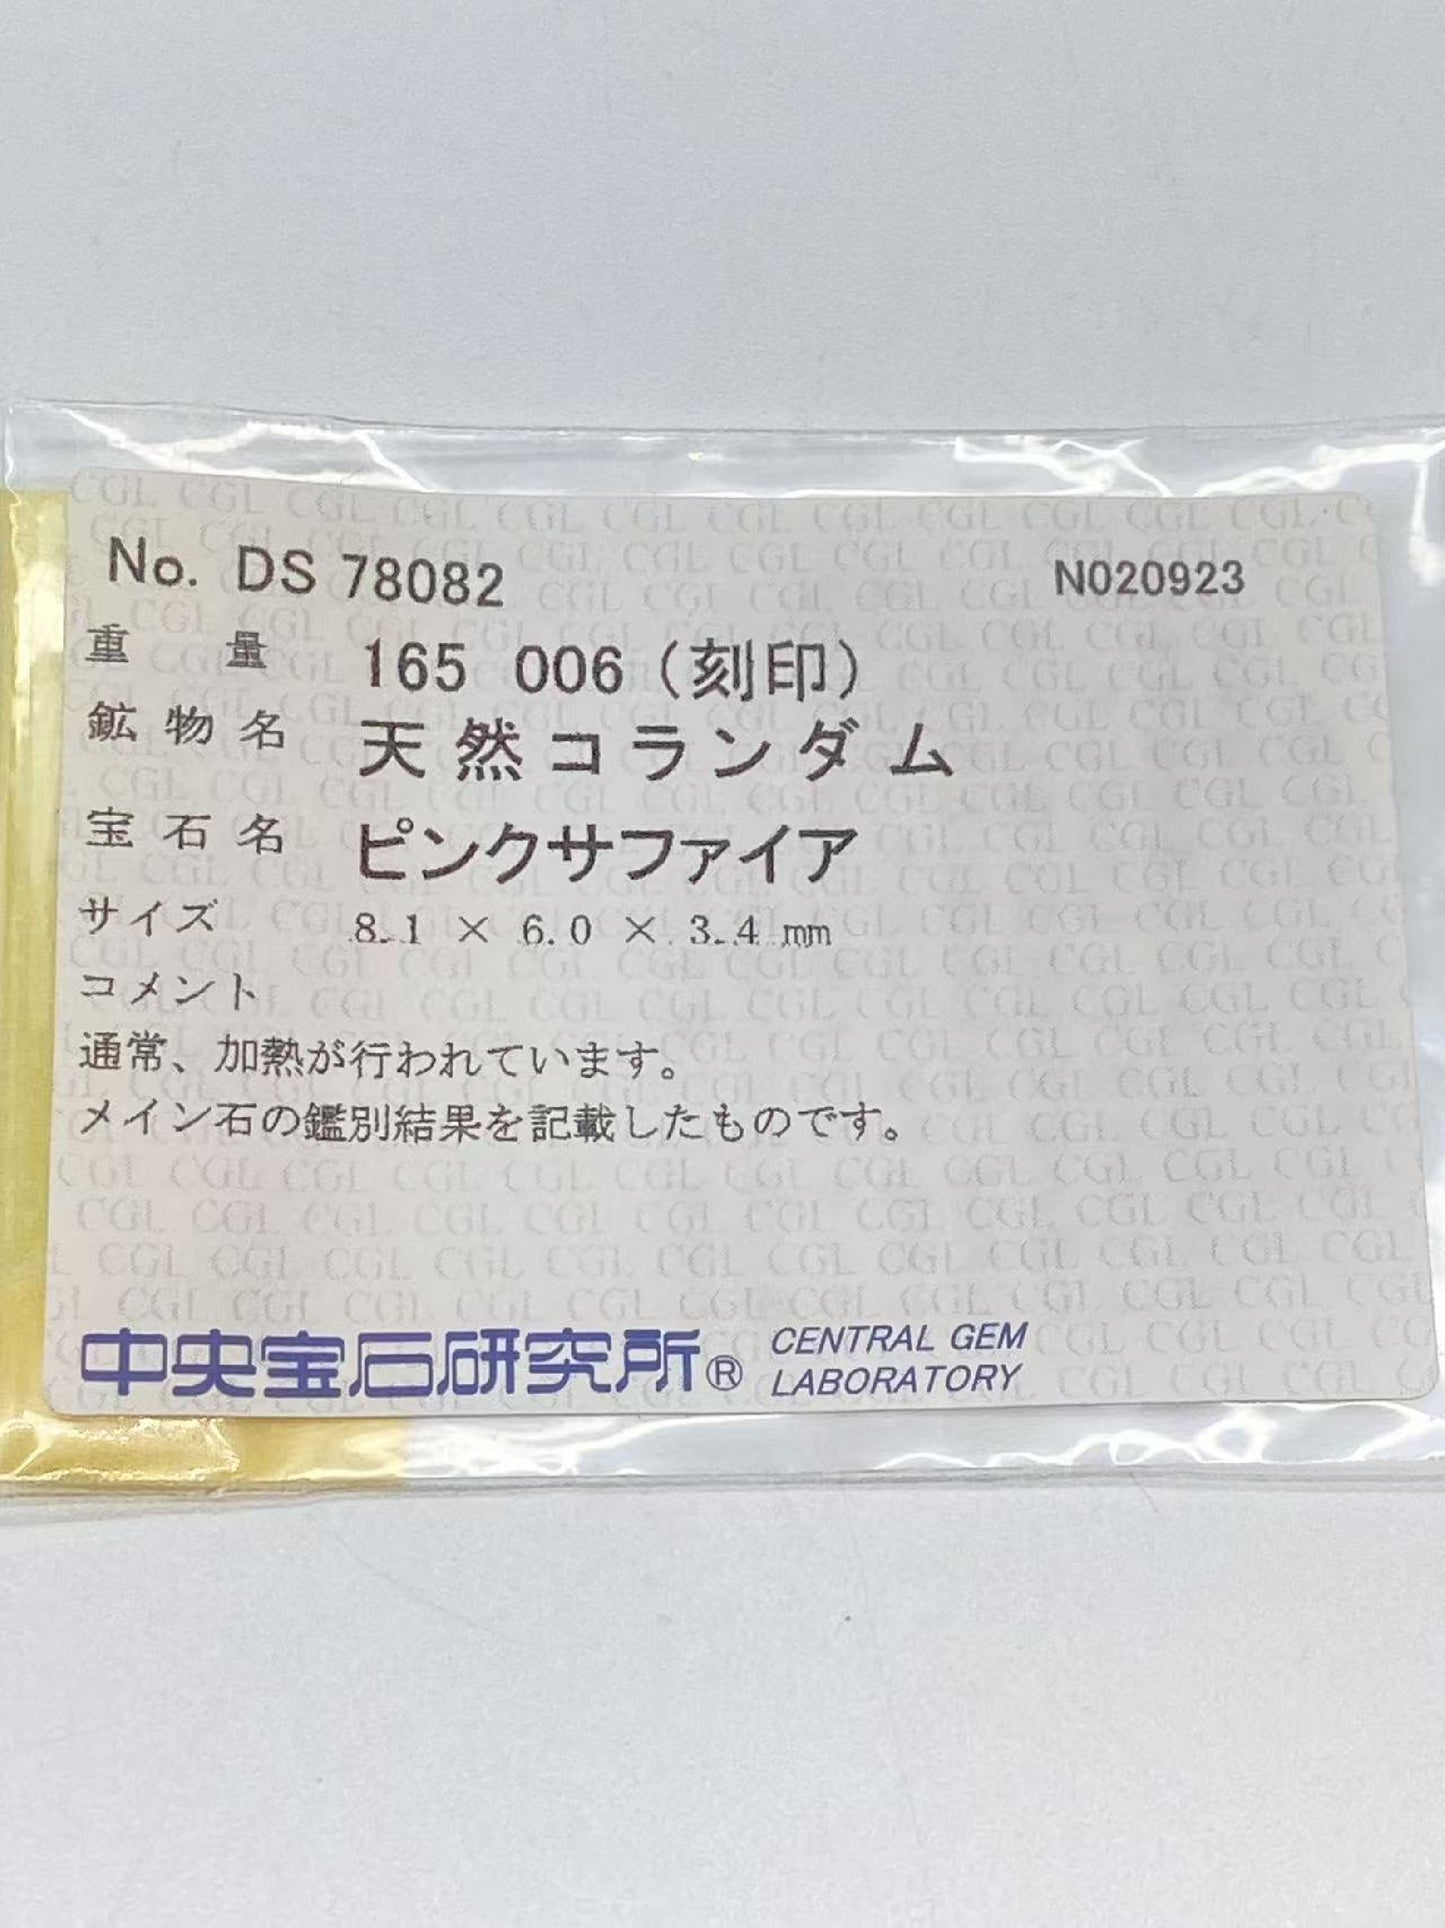 No. DS 78082 N020923
重量 165 006（刻印）
鉱物名 天然コランダム
宝石名 ピンクサファイア
サイズ 8.1 × 6.0 × 3.4 mm
コメント
通常、加熱が行われています。
メイン石の鑑別結果を記載したものです。
中央宝石研究所® CENTRAL GEM
LABORATORY